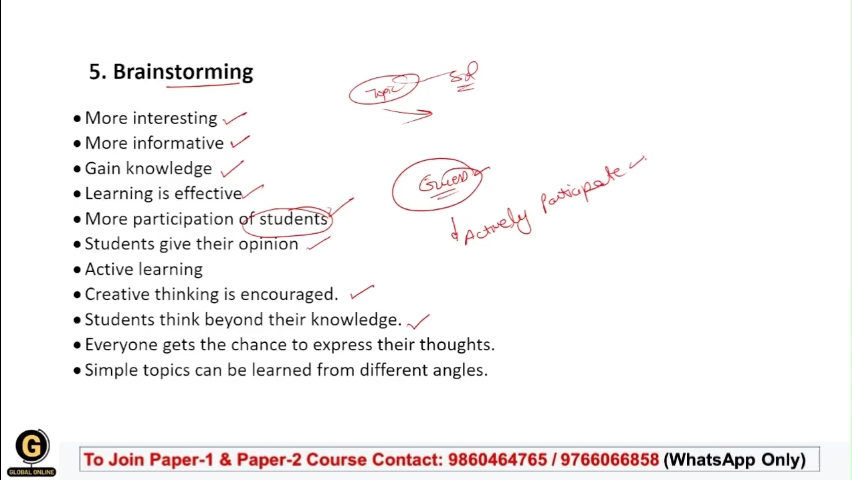 5. Brainstorming
Topic
• More interesting
• More informative
• Gain knowledge
• Learning is effective
• More participation of students
• Students give their opinion
• Active learning
• Creative thinking is encouraged.
• Students think beyond their knowledge.
• Everyone gets the chance to express their thoughts.
• Simple topics can be learned from different angles.
Guess
Actively Participate
G
GLOBAL ONLINE
To Join Paper-1 & Paper-2 Course Contact: 9860464765 / 9766066858 (WhatsApp Only)